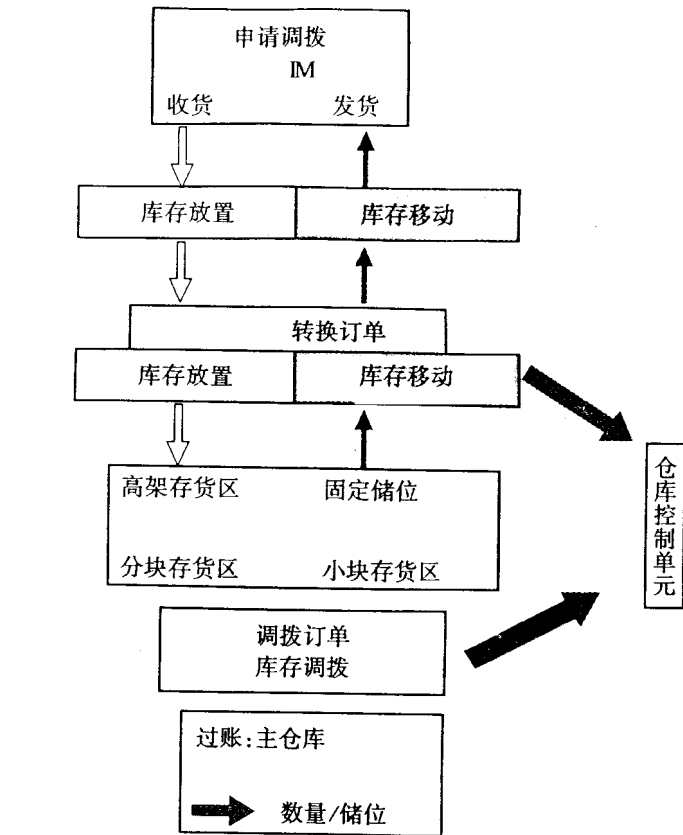 申请调拨
IM
收货 发货
库存放置 库存移动
转换订单
库存放置 库存移动
高架存货区 固定储位
分块存货区 小块存货区
仓库控制单元
调拨订单
库存调拨
过账:主仓库
数量/储位